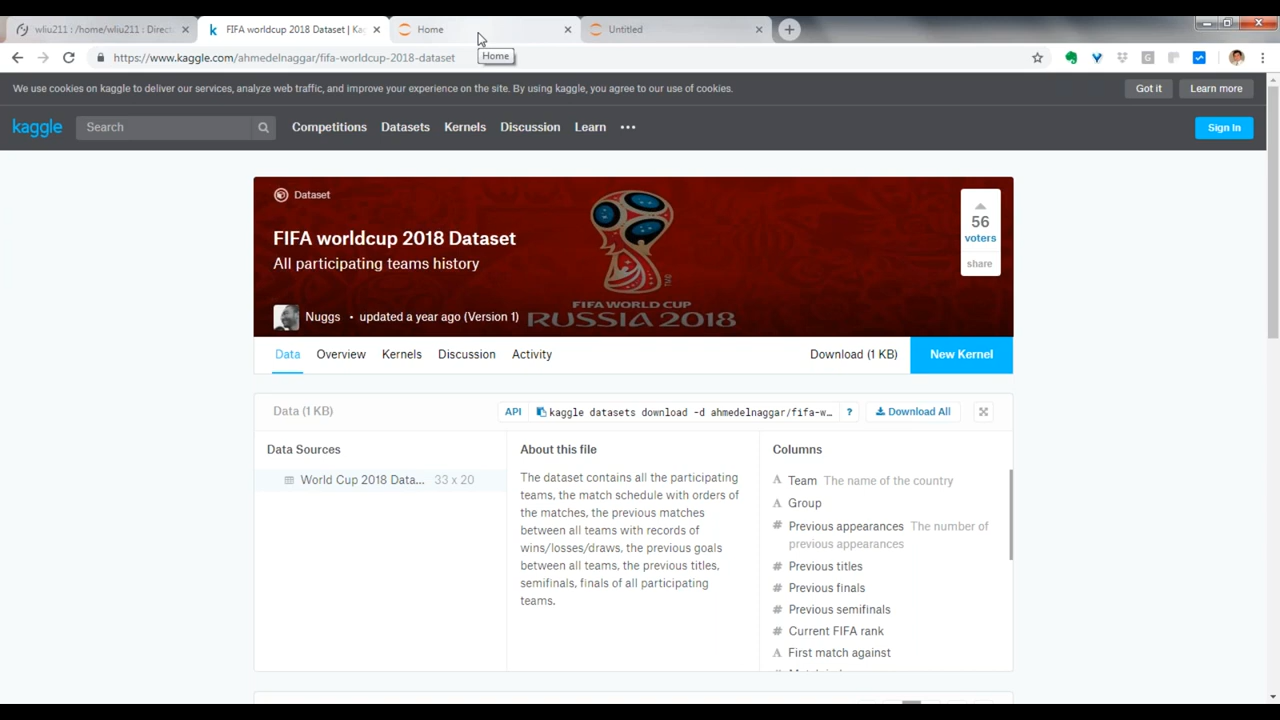 wliu211 : /home/wliu211 : Direct
FIFA worldcup 2018 Dataset | Kag
Home
Untitled
Home
https://www.kaggle.com/ahmedelnaggar/fifa-worldcup-2018-dataset
We use cookies on kaggle to deliver our services, analyze web traffic, and improve your experience on the site. By using kaggle, you agree to our use of cookies.
Got it
Learn more
kaggle
Search
Competitions
Datasets
Kernels
Discussion
Learn
Sign In
Dataset
FIFA worldcup 2018 Dataset
All participating teams history
56
voters
share
Nuggs • updated a year ago (Version 1)
FIFA WORLD CUP
RUSSIA 2018
Data
Overview
Kernels
Discussion
Activity
Download (1 KB)
New Kernel
Data (1 KB)
API
kaggle datasets download -d ahmedelnaggar/fifa-w…
?
Download All
Data Sources
World Cup 2018 Data... 33 x 20
About this file
The dataset contains all the participating
teams, the match schedule with orders of
the matches, the previous matches
between all teams with records of
wins/losses/draws, the previous goals
between all teams, the previous titles,
semifinals, finals of all participating
teams.
Columns
A Team The name of the country
A Group
# Previous appearances The number of
previous appearances
# Previous titles
# Previous finals
# Previous semifinals
# Current FIFA rank
A First match against